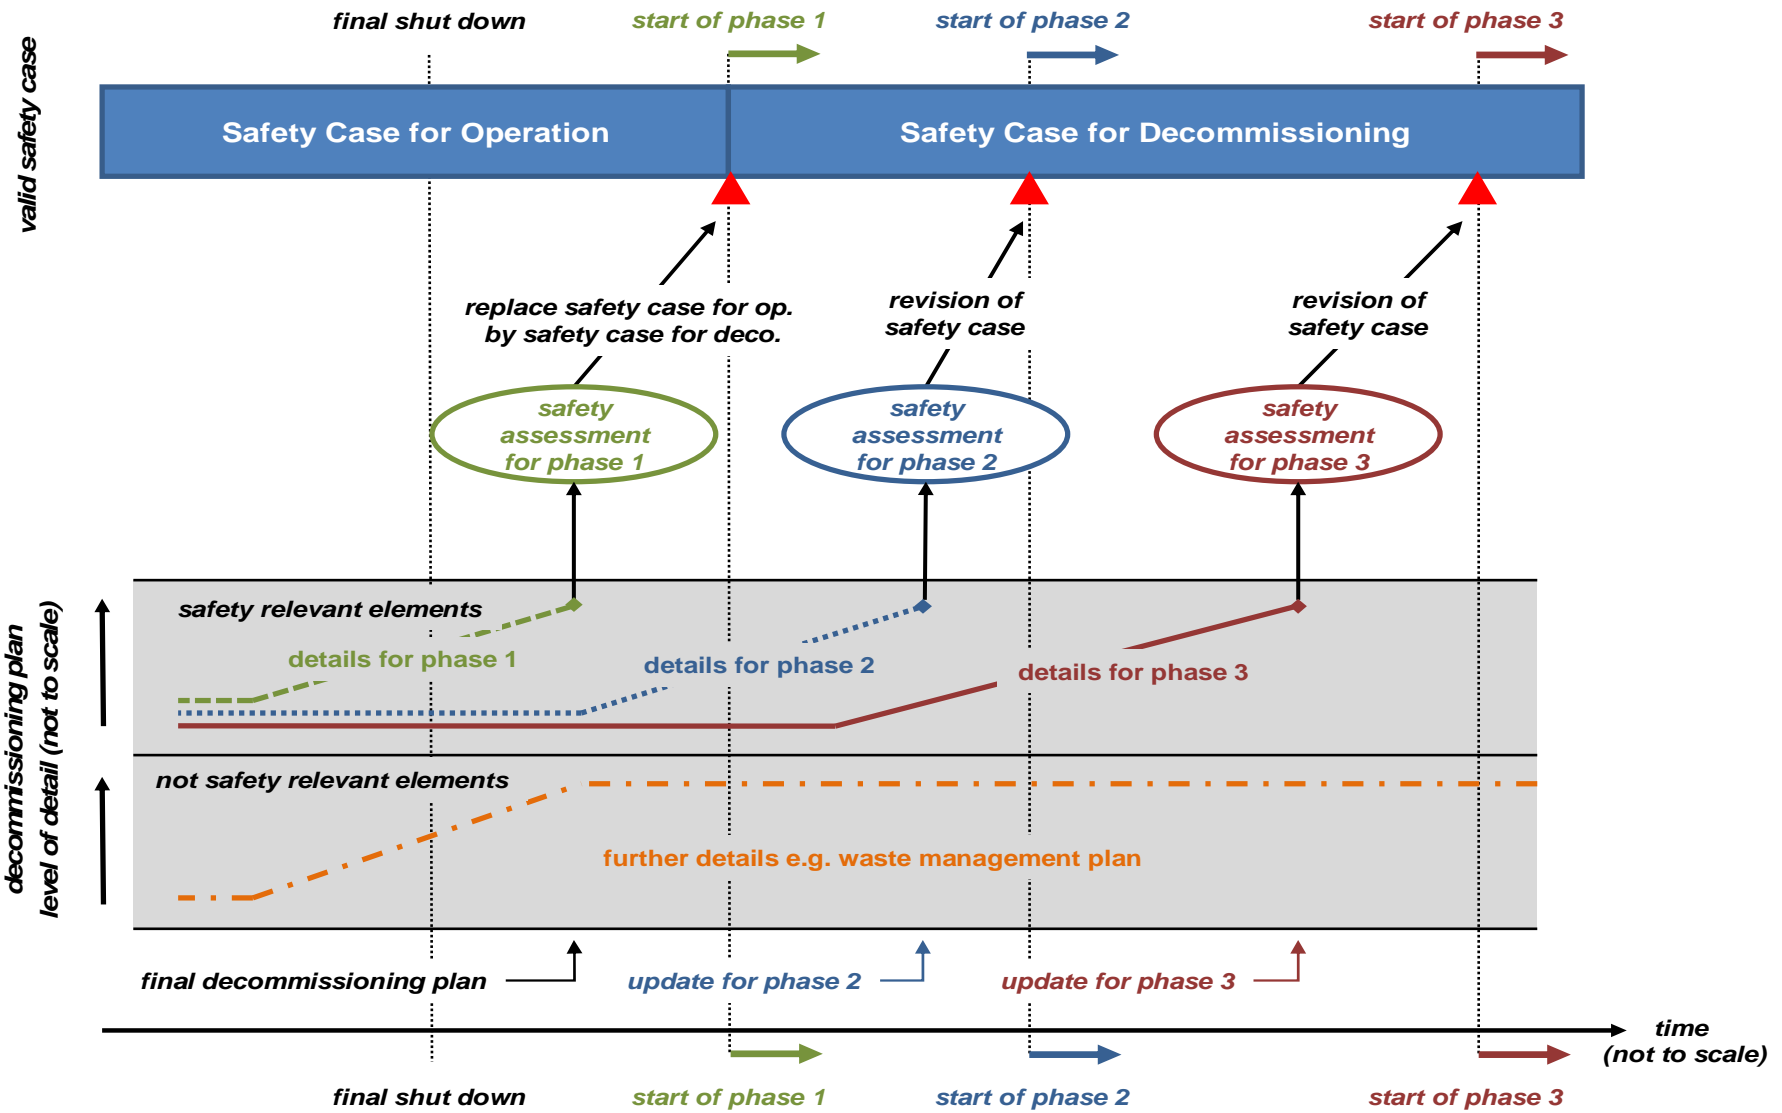 final shut down
start of phase 1
start of phase 2
start of phase 3
valid safety case
Safety Case for Operation
Safety Case for Decommissioning
replace safety case for op.
by safety case for deco.
revision of
safety case
revision of
safety case
safety
assessment
for phase 1
safety
assessment
for phase 2
safety
assessment
for phase 3
decommissioning plan
level of detail (not to scale)
safety relevant elements
details for phase 1
details for phase 2
details for phase 3
not safety relevant elements
further details e.g. waste management plan
final decommissioning plan
update for phase 2
update for phase 3
time
(not to scale)
final shut down
start of phase 1
start of phase 2
start of phase 3